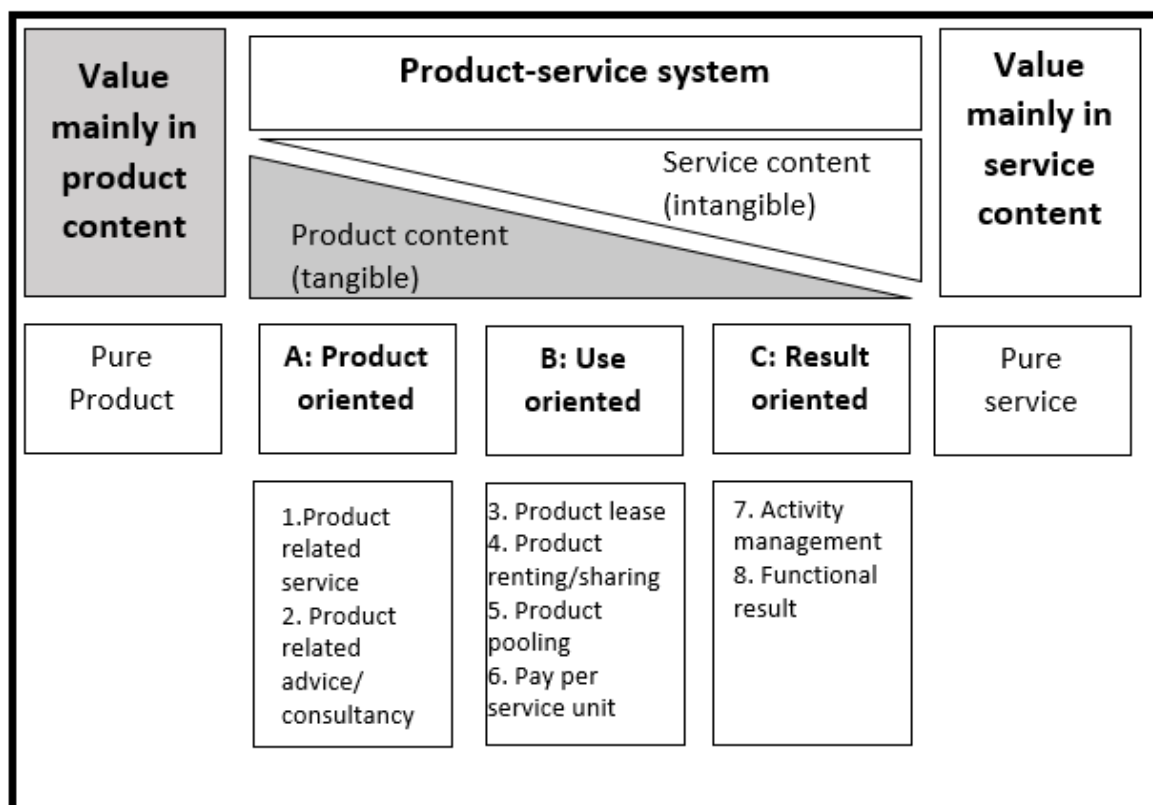 Value
mainly in
product
content
Product-service system
Service content
(intangible)
Product content
(tangible)
Value
mainly in
service
content
Pure
Product
A: Product
oriented
B: Use
oriented
C: Result
oriented
Pure
service
1.Product
related
service
2. Product
related
advice/
consultancy
3. Product lease
4. Product
renting/sharing
5. Product
pooling
6. Pay per
service unit
7. Activity
management
8. Functional
result